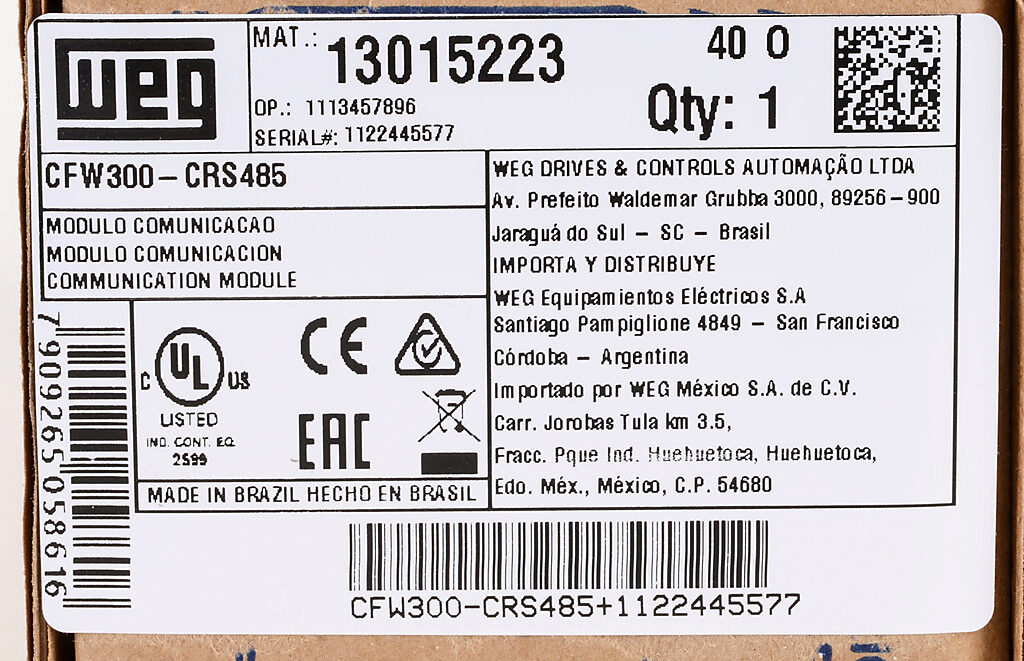 weg
MAT.: 13015223
40 0
Qty: 1
OP.: 1113457896
SERIAL#: 1122445577
CFW300-CRS485
MODULO COMUNICACAO
MODULO COMUNICACION
COMMUNICATION MODULE
WEG DRIVES & CONTROLS AUTOMAÇÃO LTDA
Av. Prefeito Waldemar Grubba 3000, 89256-900
Jaraguá do Sul - SC - Brasil
IMPORTA Y DISTRIBUYE
WEG Equipamientos Eléctricos S.A
Santiago Pampiglione 4849 - San Francisco
Córdoba - Argentina
Importado por WEG México S.A. de C.V.
Carr. Jorobas Tula km 3.5,
Fracc. Pque Ind. Huehuetoca, Huehuetoca,
Edo. Méx., México, C.P. 54680
7 909265 058616
C UL US
LISTED
IND. CONT. EQ.
2S99
CE
EAC
MADE IN BRAZIL HECHO EN BRASIL
CFW300-CRS485+1122445577